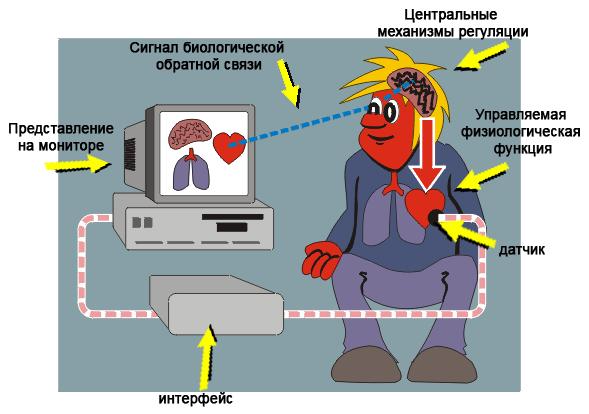 Центральные
механизмы регуляции
Сигнал биологической
обратной связи
Управляемая
физиологическая
функция
Представление
на мониторе
датчик
интерфейс